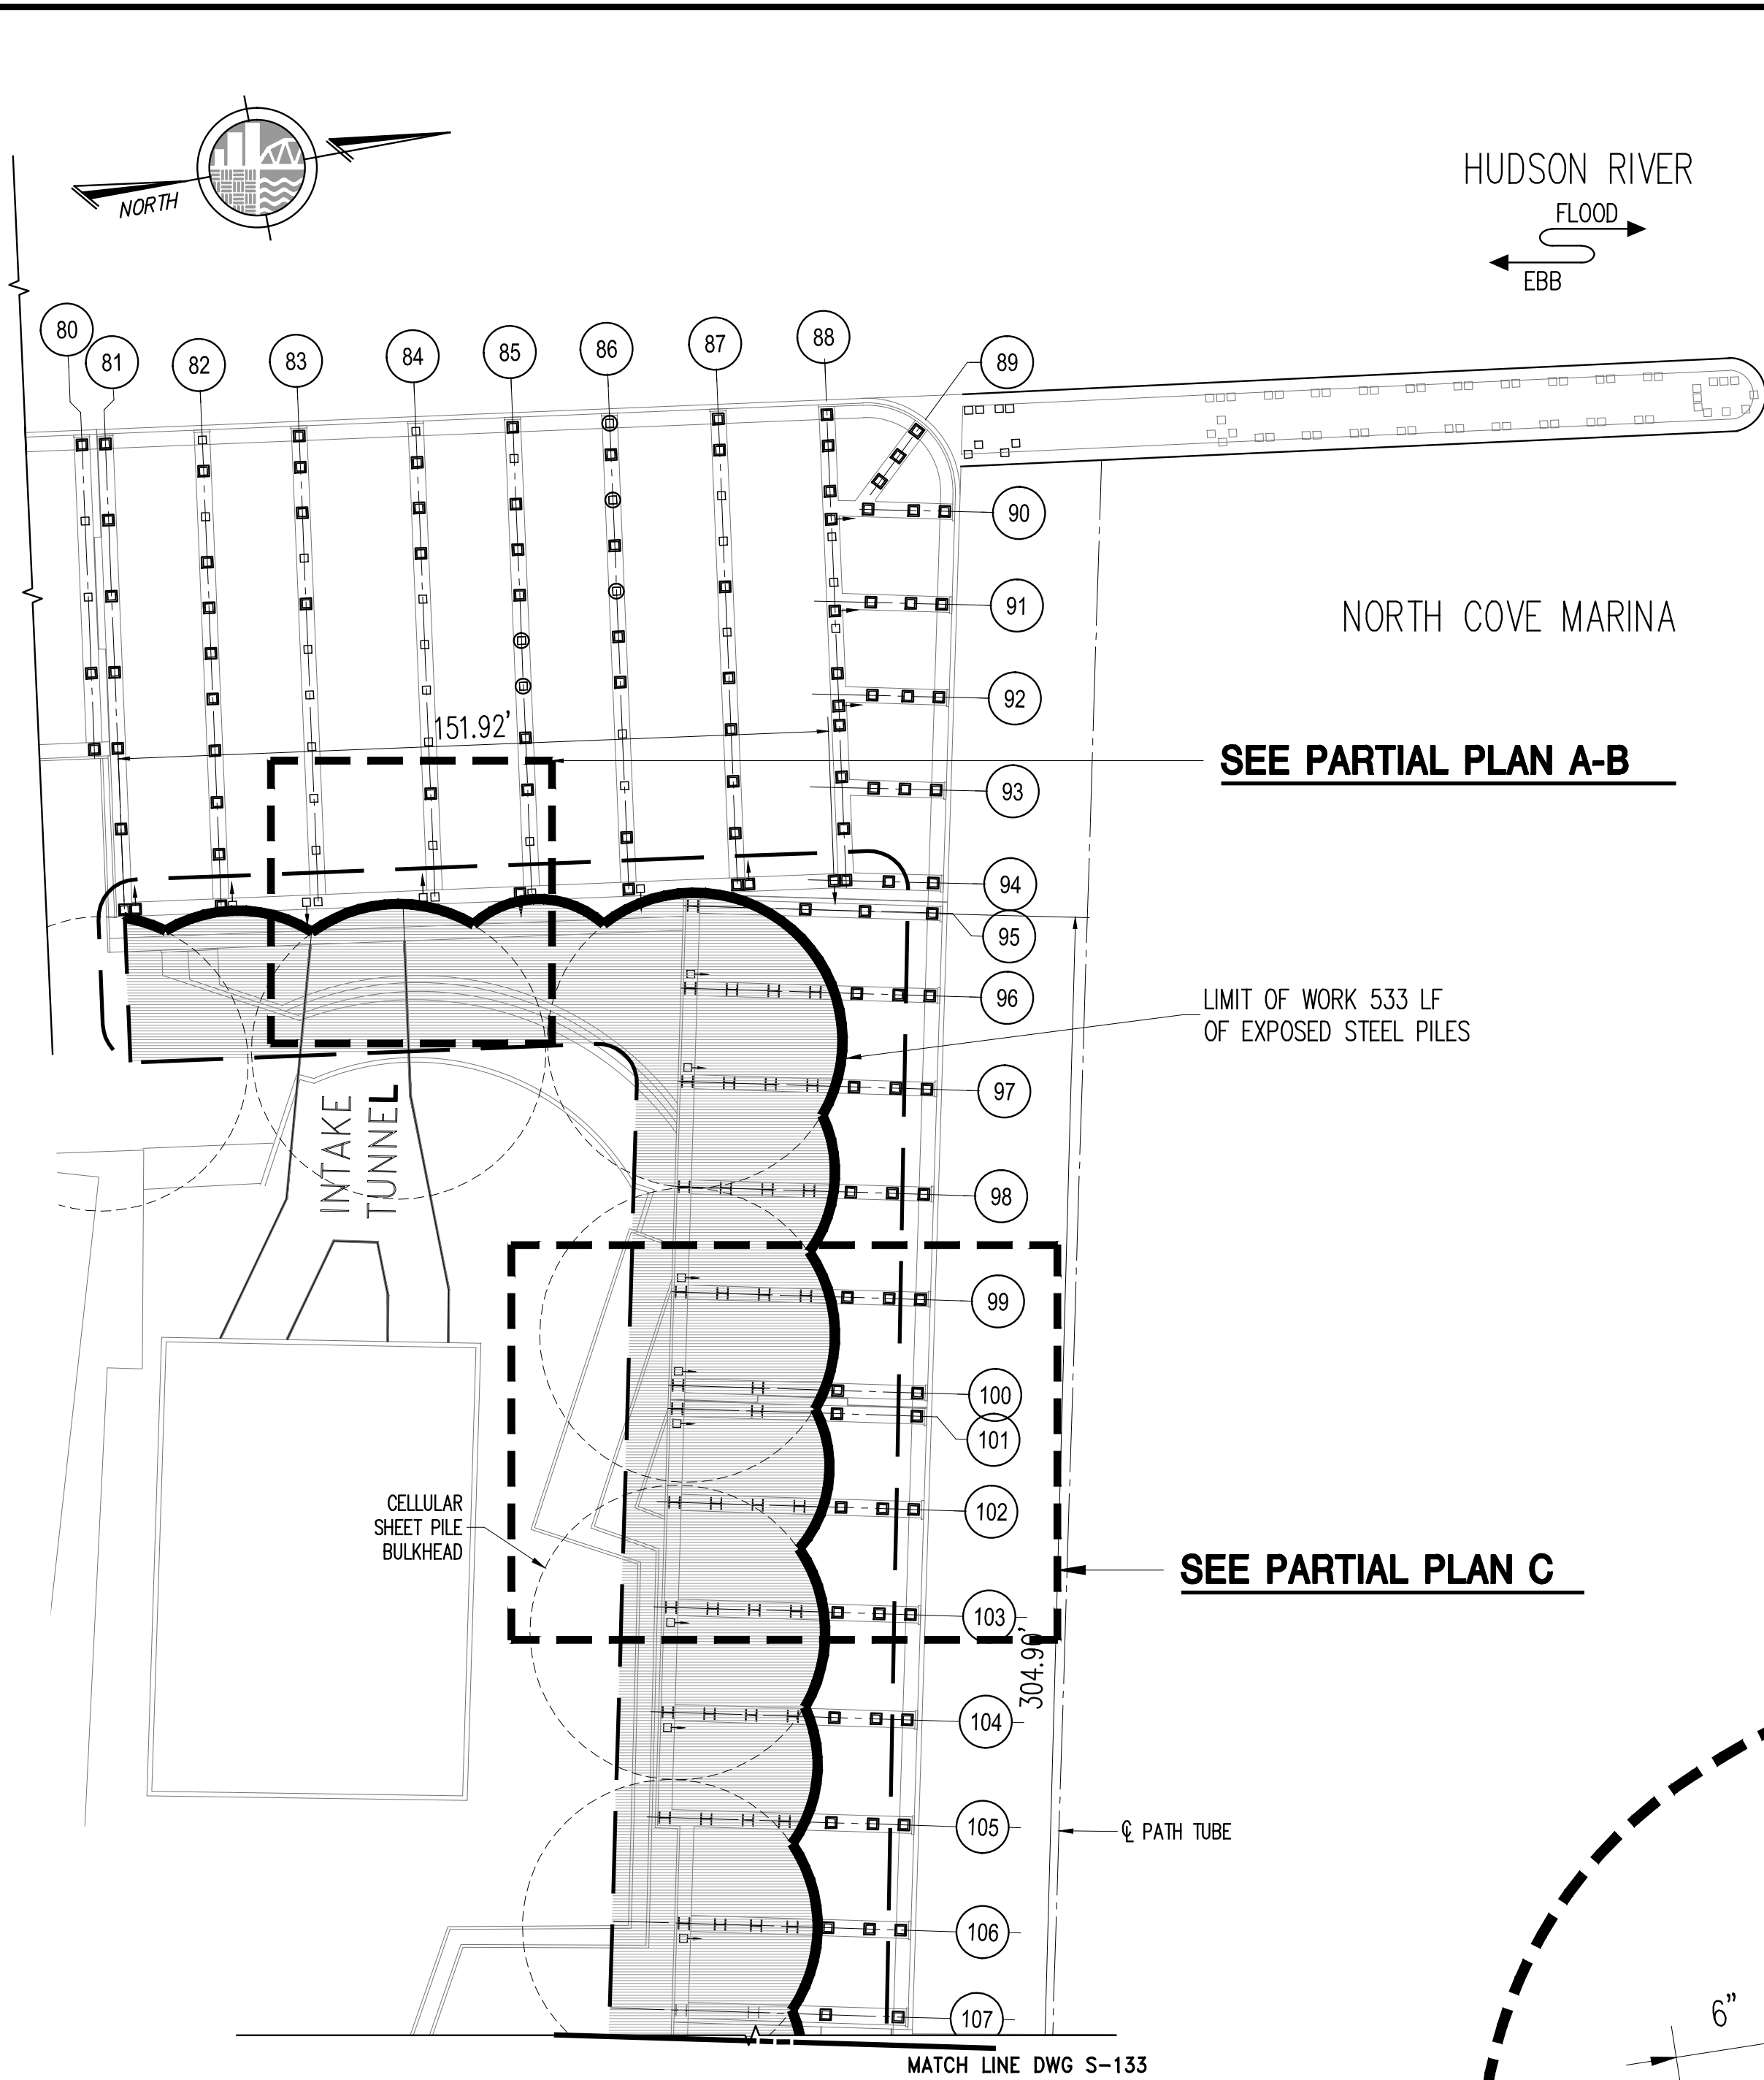 NORTH
HUDSON RIVER
FLOOD
EBB
80
81
82
83
84
85
86
87
88
89
90
91
92
93
94
95
96
97
98
99
100
101
102
103
104
105
106
107
151.92'
NORTH COVE MARINA
SEE PARTIAL PLAN A-B
LIMIT OF WORK 533 LF
OF EXPOSED STEEL PILES
INTAKE
TUNNEL
CELLULAR
SHEET PILE
BULKHEAD
SEE PARTIAL PLAN C
304.90'
℄ PATH TUBE
6"
MATCH LINE DWG S-133